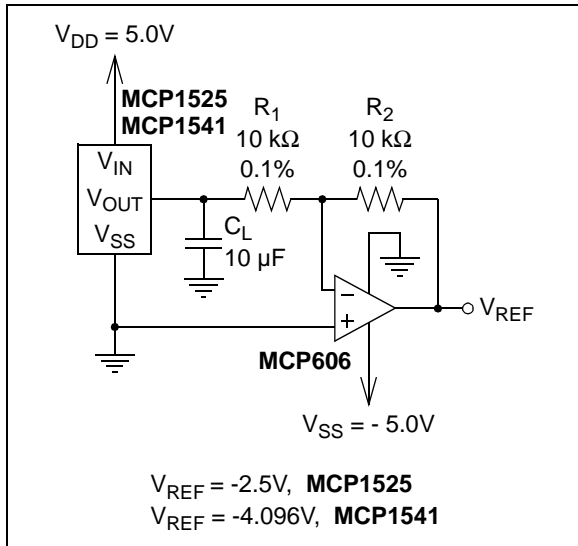 V_DD = 5.0V
MCP1525
MCP1541
R_1
10 kΩ
0.1%
R_2
10 kΩ
0.1%
V_IN
V_OUT
V_SS
C_L
10 µF
−
+
V_REF
MCP606
V_SS = - 5.0V
V_REF = -2.5V, MCP1525
V_REF = -4.096V, MCP1541